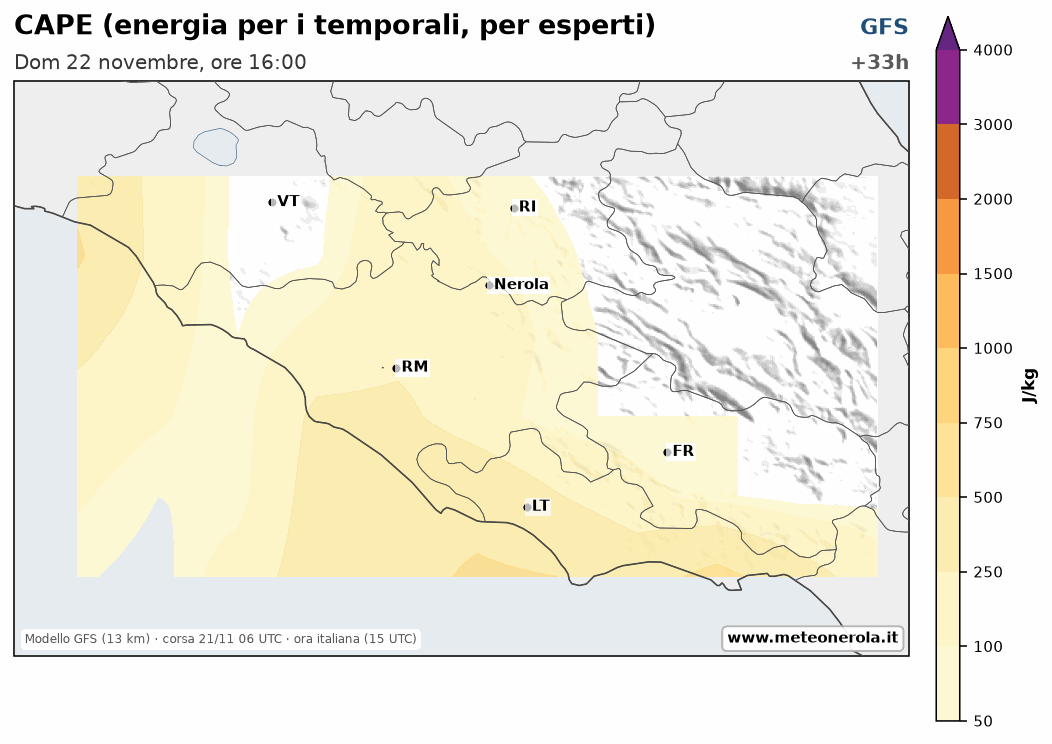 CAPE (energia per i temporali, per esperti)
GFS
Dom 22 novembre, ore 16:00
+33h
4000
3000
2000
1500
1000
750
500
250
100
50
J/kg
VT
RI
Nerola
RM
FR
LT
Modello GFS (13 km) · corsa 21/11 06 UTC · ora italiana (15 UTC)
www.meteonerola.it